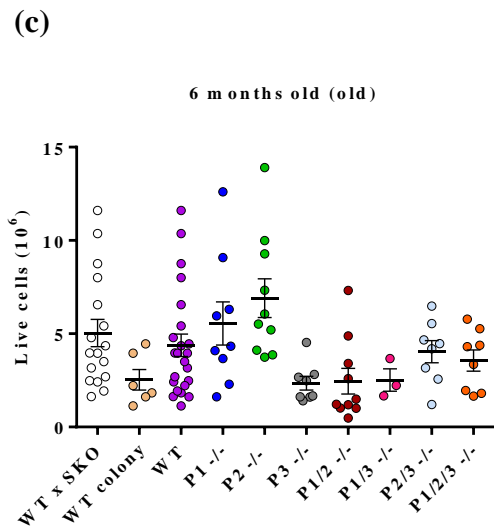 (c)
6 months old (old)
Live cells (10⁶)
15
10
5
0
WT x SKO
WT colony
WT
P1 -/-
P2 -/-
P3 -/-
P1/2 -/-
P1/3 -/-
P2/3 -/-
P1/2/3 -/-